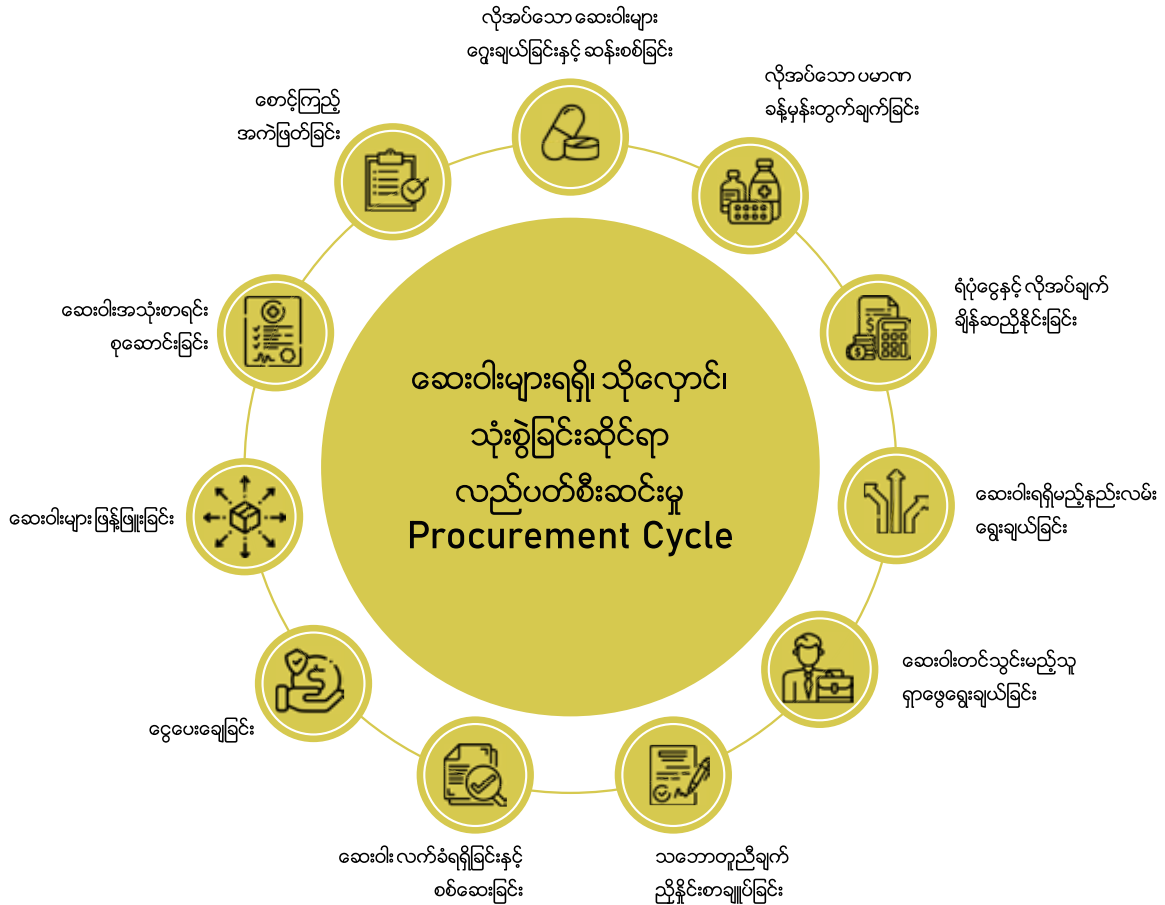 လိုအပ်သော ဆေးဝါးများ
ရွေးချယ်ခြင်းနှင့် ဆန်းစစ်ခြင်း
လိုအပ်သော ပမာဏ
ခန့်မှန်းတွက်ချက်ခြင်း
ရံပုံငွေနှင့် လိုအပ်ချက်
ချိန်ဆညှိနှိုင်းခြင်း
ဆေးဝါးရရှိမည့်နည်းလမ်း
ရွေးချယ်ခြင်း
ဆေးဝါးတင်သွင်းမည့်သူ
ရှာဖွေရွေးချယ်ခြင်း
သဘောတူညီချက်
ညှိနှိုင်းစာချုပ်ခြင်း
ဆေးဝါး လက်ခံရရှိခြင်းနှင့်
စစ်ဆေးခြင်း
ငွေပေးချေခြင်း
ဆေးဝါးများ ဖြန့်ဖြူးခြင်း
ဆေးဝါးအသုံးစာရင်း
စုဆောင်းခြင်း
စောင့်ကြည့်
အကဲဖြတ်ခြင်း
ဆေးဝါးများရရှိ၊ သိုလှောင်၊
သုံးစွဲခြင်းဆိုင်ရာ
လည်ပတ်စီးဆင်းမှု
Procurement Cycle